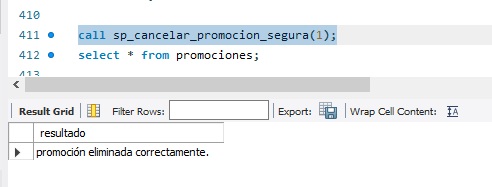 410
411 call sp_cancelar_promocion_segura(1);
412 select * from promociones;
413
Result Grid Filter Rows: Export: Wrap Cell Content: IA
resultado
promoción eliminada correctamente.